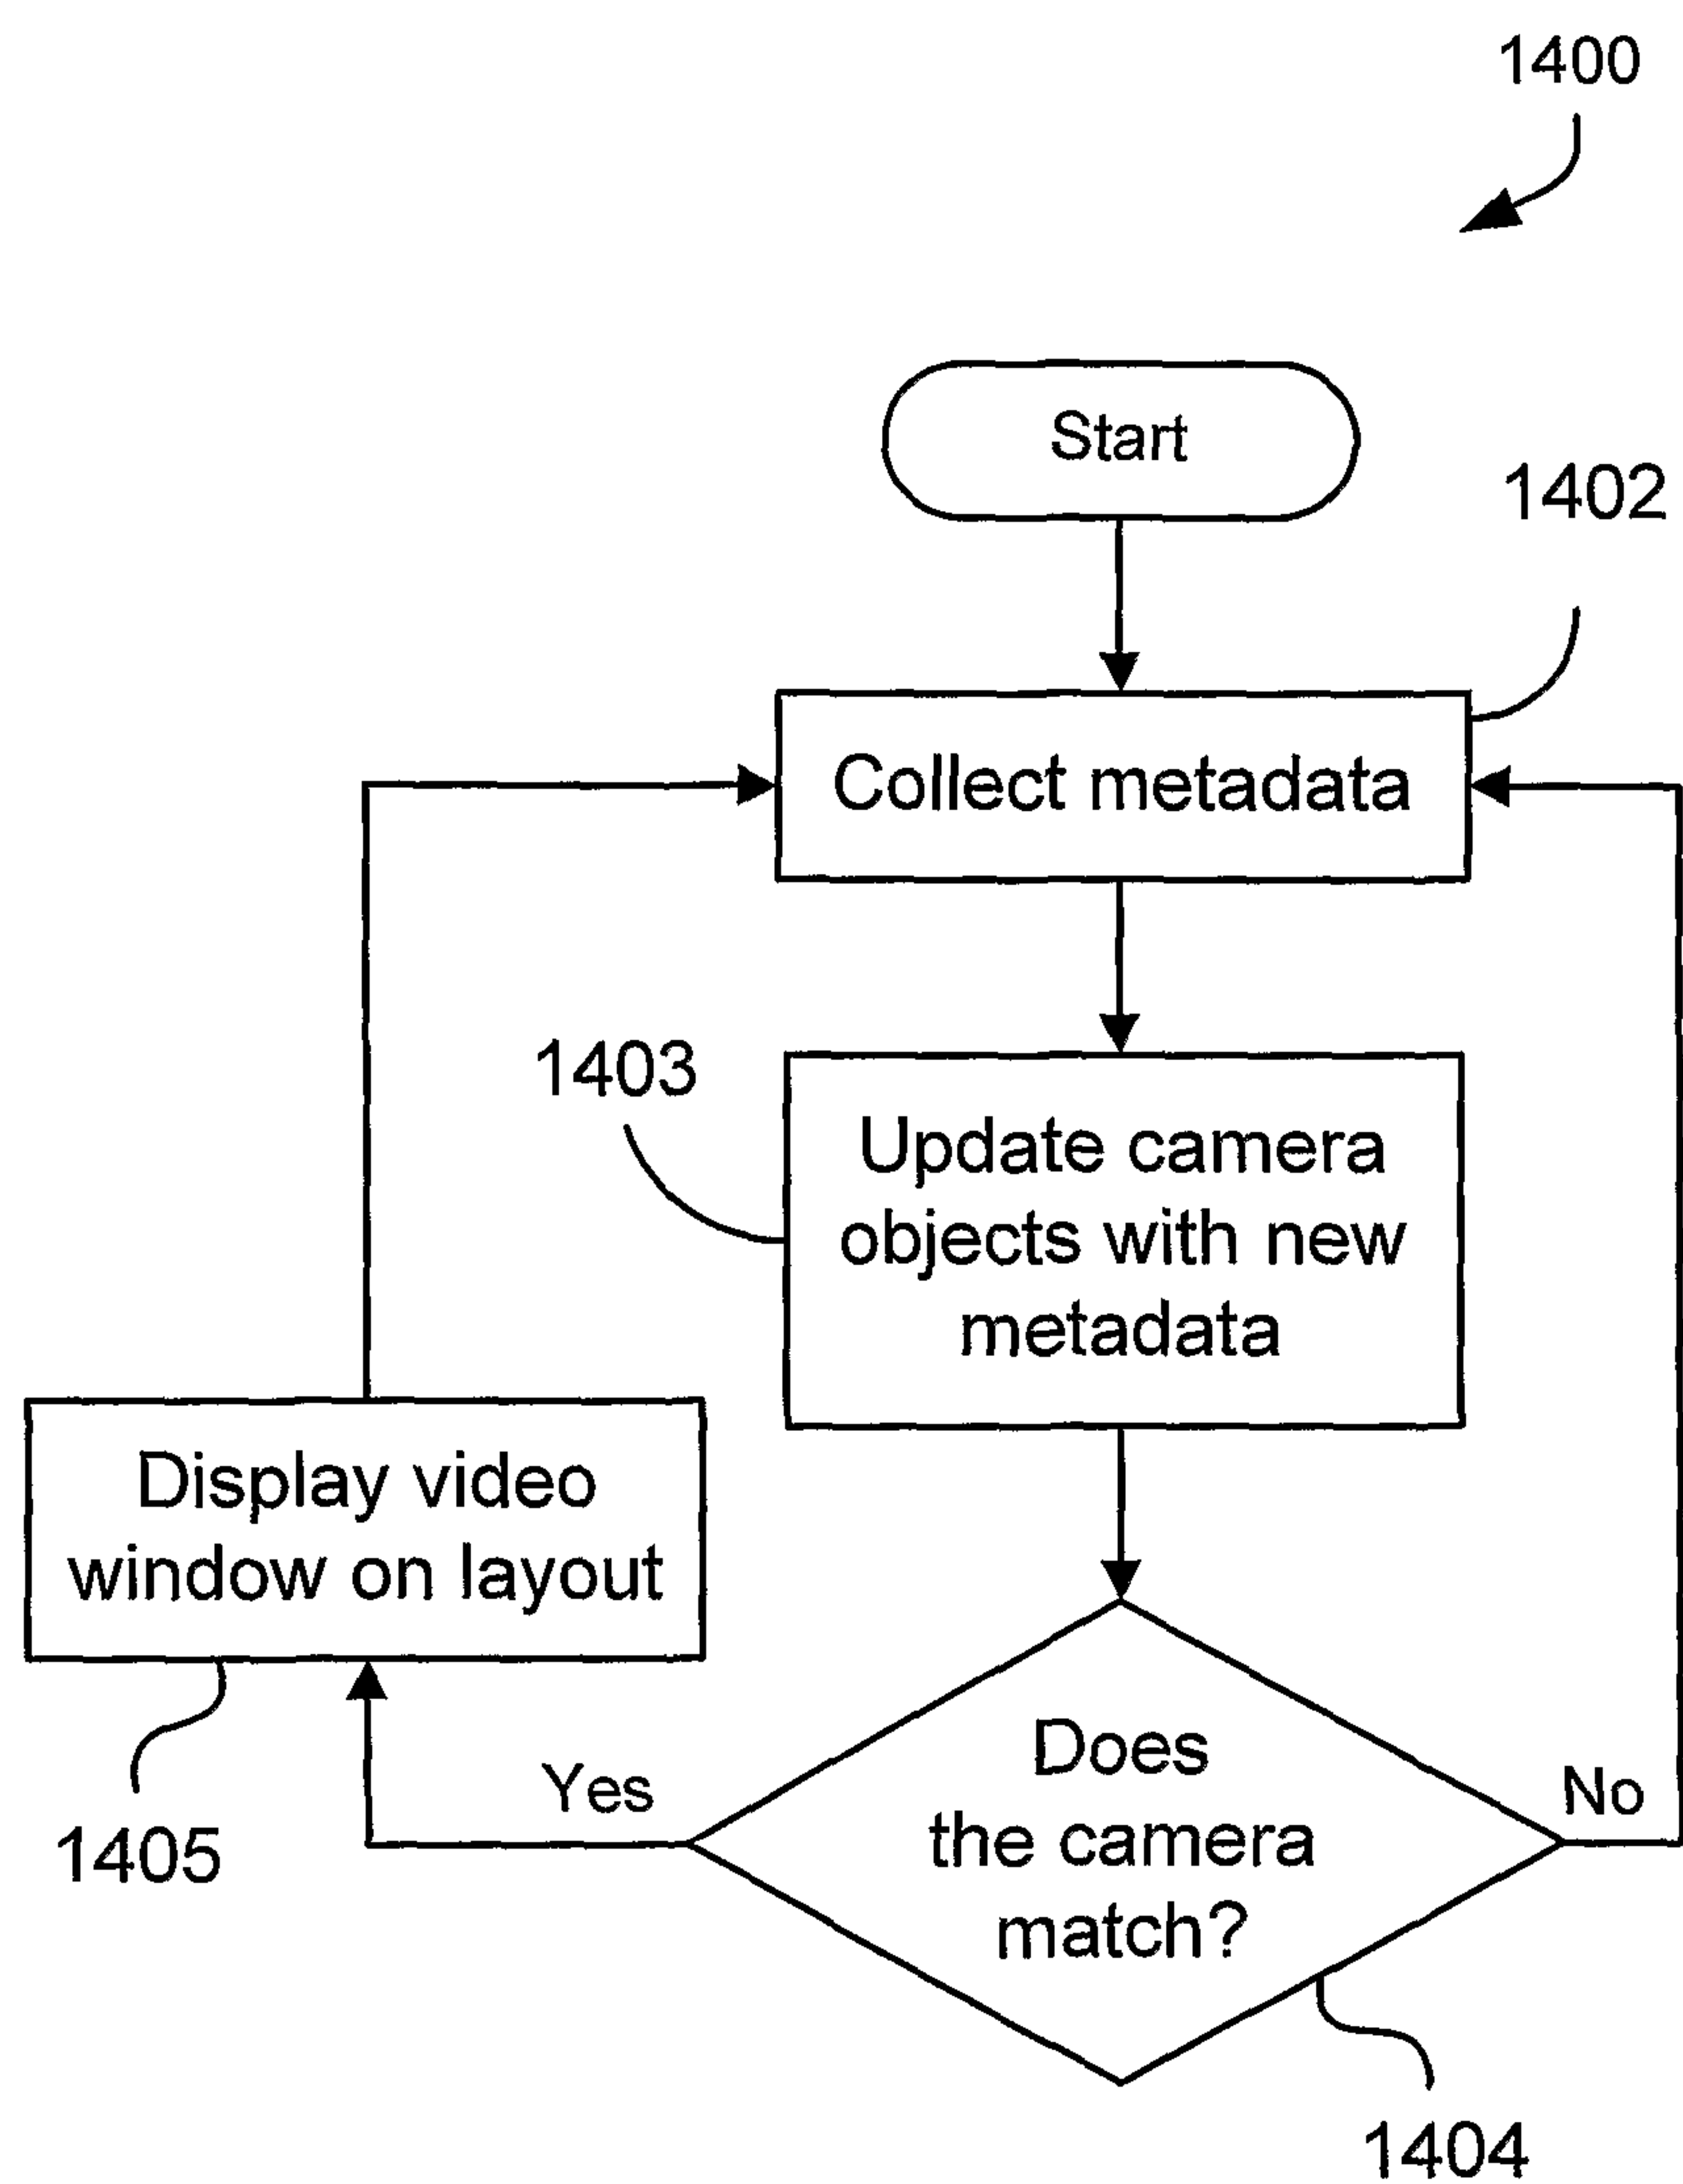 1400
Start
1402
Collect metadata
1403
Update camera
objects with new
metadata
Display video
window on layout
Yes
Does
the camera
match?
No
1405
1404